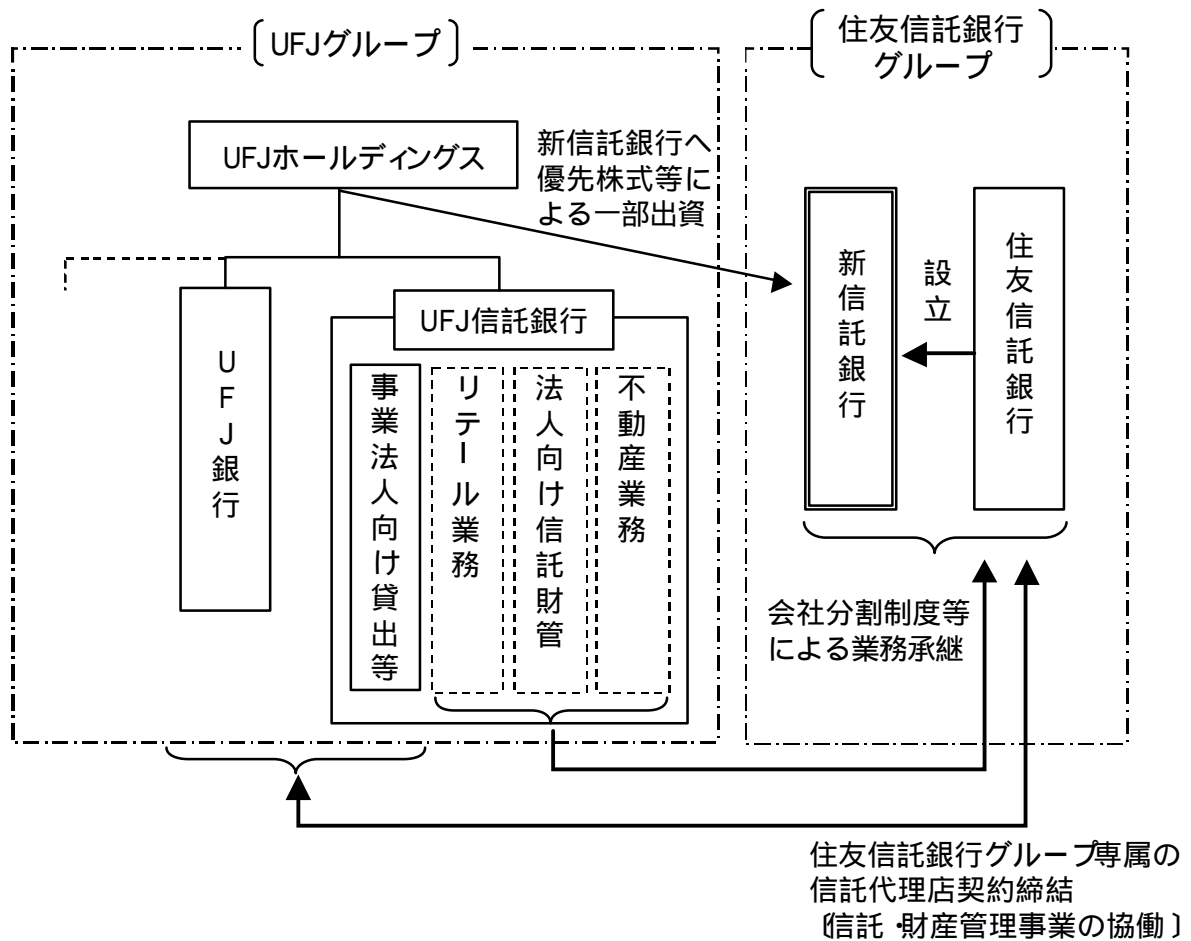 〔UFJグループ〕
〔住友信託銀行
グループ〕
UFJホールディングス
新信託銀行へ
優先株式等に
よる一部出資
UFJ銀行
UFJ信託銀行
事業法人向け貸出等
リテール業務
法人向け信託財管
不動産業務
新信託銀行
設立
住友信託銀行
会社分割制度等
による業務承継
住友信託銀行グループ専属の
信託代理店契約締結
〔信託・財産管理事業の協働〕